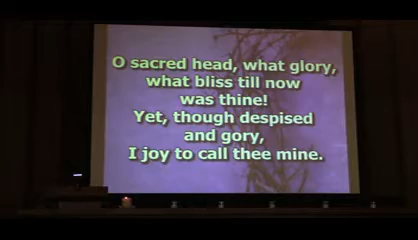 O sacred head, what glory,
what bliss till now
was thine!
Yet, though despised
and gory,
I joy to call thee mine.